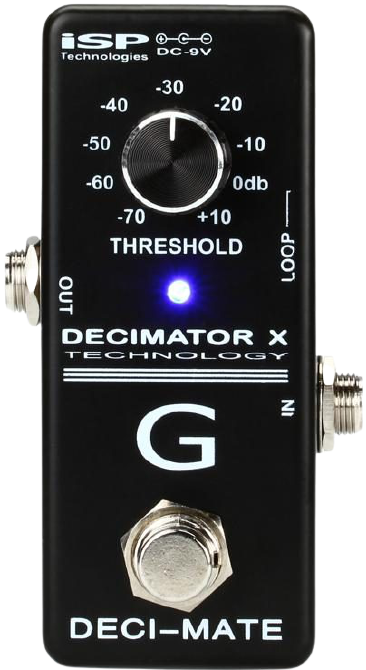 iSP
Technologies
DC-9V
-30
-40
-20
-50
-10
-60
0db
-70
+10
THRESHOLD
LOOP
OUT
DECIMATOR X
TECHNOLOGY
IN
G
DECI-MATE